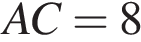 AC = 8